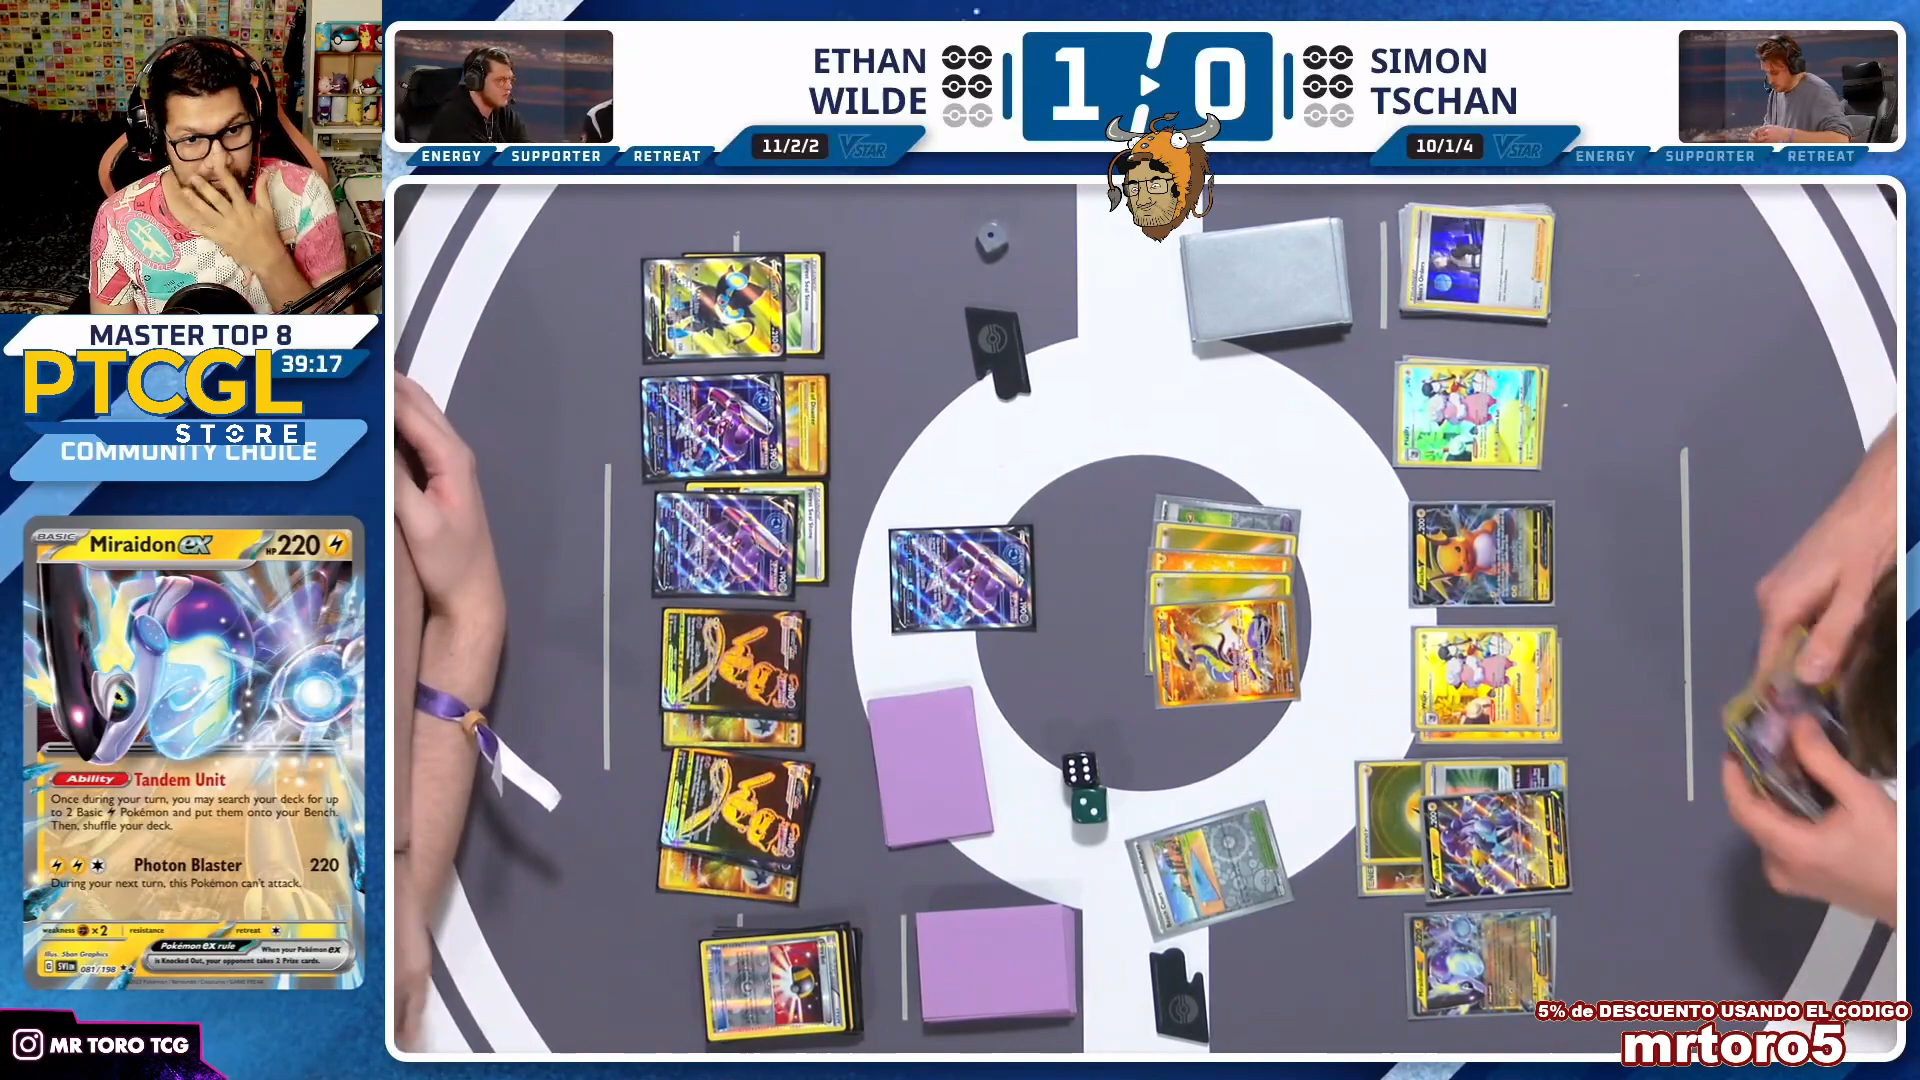 ETHAN
WILDE
1
0
SIMON
TSCHAN
11/2/2
VSTAR
10/1/4
VSTAR
ENERGY
SUPPORTER
RETREAT
ENERGY
SUPPORTER
RETREAT
MASTER TOP 8
39:17
PTCGL
STORE
COMMUNITY CHOICE
BASIC
Miraidon ex
HP 220
Ability
Tandem Unit
Once during your turn, you may search your deck for up
to 2 Basic Pokémon and put them onto your Bench.
Then, shuffle your deck.
Photon Blaster
220
During your next turn, this Pokémon can't attack.
weakness
×2
resistance
retreat
Pokémon ex rule
When your Pokémon ex
is Knocked Out, your opponent takes 2 Prize cards.
081/198
Boss's Orders
MR TORO TCG
5% de DESCUENTO USANDO EL CODIGO
mrtoro5